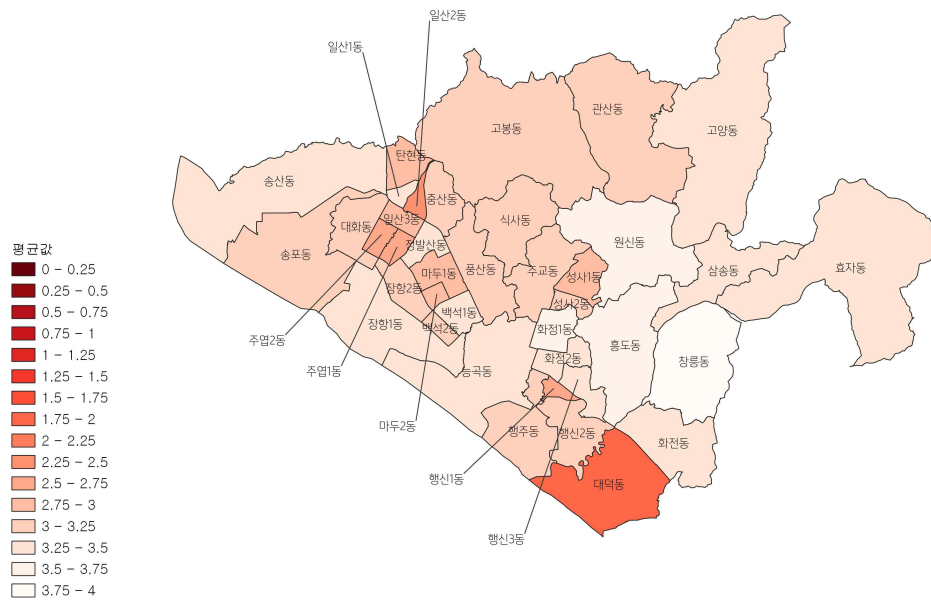 일산2동
일산1동
고봉동
관산동
고양동
탄현동
송산동
중산동
대화동
일산3동
식사동
정발산동
원신동
송포동
풍산동
주교동
성사1동
삼송동
효자동
마두1동
장항2동
성사2동
백석1동
장항1동
백석2동
화정1동
주엽2동
흥도동
화정2동
창릉동
주엽1동
능곡동
마두2동
행주동
행신2동
화전동
행신1동
대덕동
행신3동
평균값
0 – 0.25
0.25 – 0.5
0.5 – 0.75
0.75 – 1
1 – 1.25
1.25 – 1.5
1.5 – 1.75
1.75 – 2
2 – 2.25
2.25 – 2.5
2.5 – 2.75
2.75 – 3
3 – 3.25
3.25 – 3.5
3.5 – 3.75
3.75 – 4